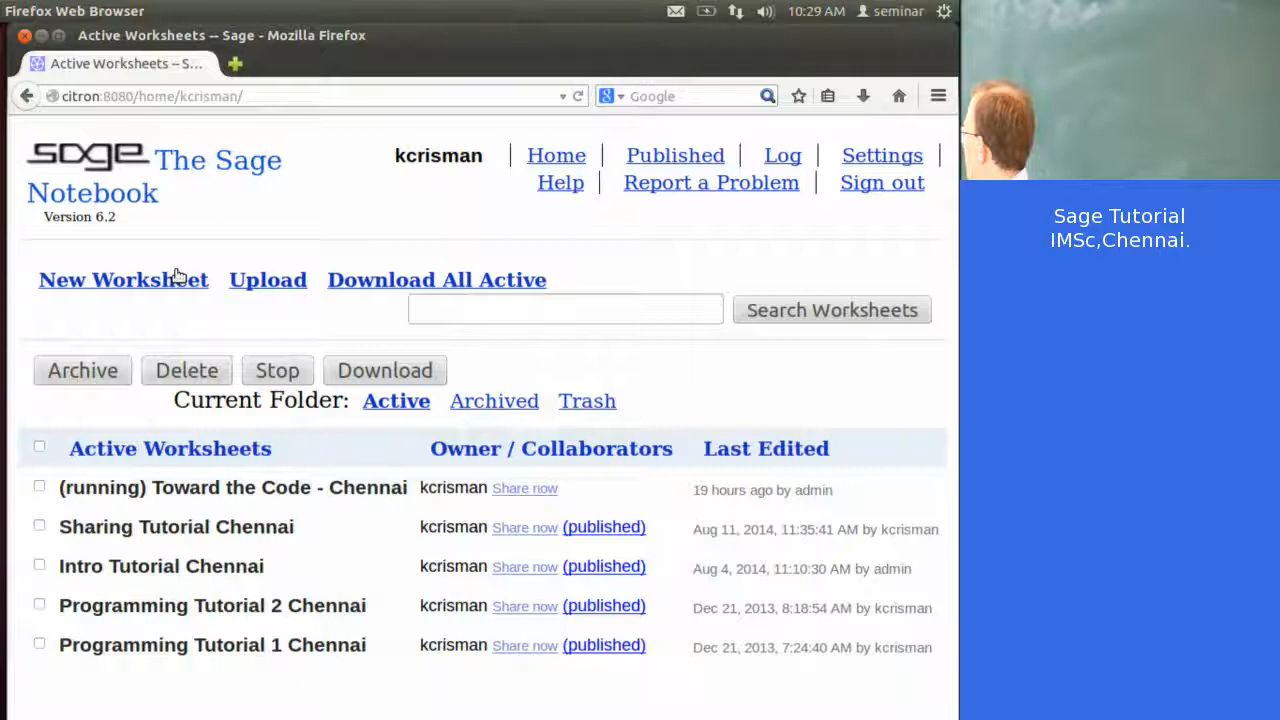 Firefox Web Browser
10:29 AM seminar
Active Worksheets -- Sage - Mozilla Firefox
Active Worksheets -- S...
citron:8080/home/kcrisman/
Google
sage The Sage Notebook
Version 6.2
kcrisman Home Published Log Settings
Help Report a Problem Sign out
Sage Tutorial
IMSc,Chennai.
New Worksheet Upload Download All Active
Search Worksheets
Archive Delete Stop Download
Current Folder: Active Archived Trash
Active Worksheets Owner / Collaborators Last Edited
(running) Toward the Code - Chennai kcrisman Share now 19 hours ago by admin
Sharing Tutorial Chennai kcrisman Share now (published) Aug 11, 2014, 11:35:41 AM by kcrisman
Intro Tutorial Chennai kcrisman Share now (published) Aug 4, 2014, 11:10:30 AM by admin
Programming Tutorial 2 Chennai kcrisman Share now (published) Dec 21, 2013, 8:18:54 AM by kcrisman
Programming Tutorial 1 Chennai kcrisman Share now (published) Dec 21, 2013, 7:24:40 AM by kcrisman